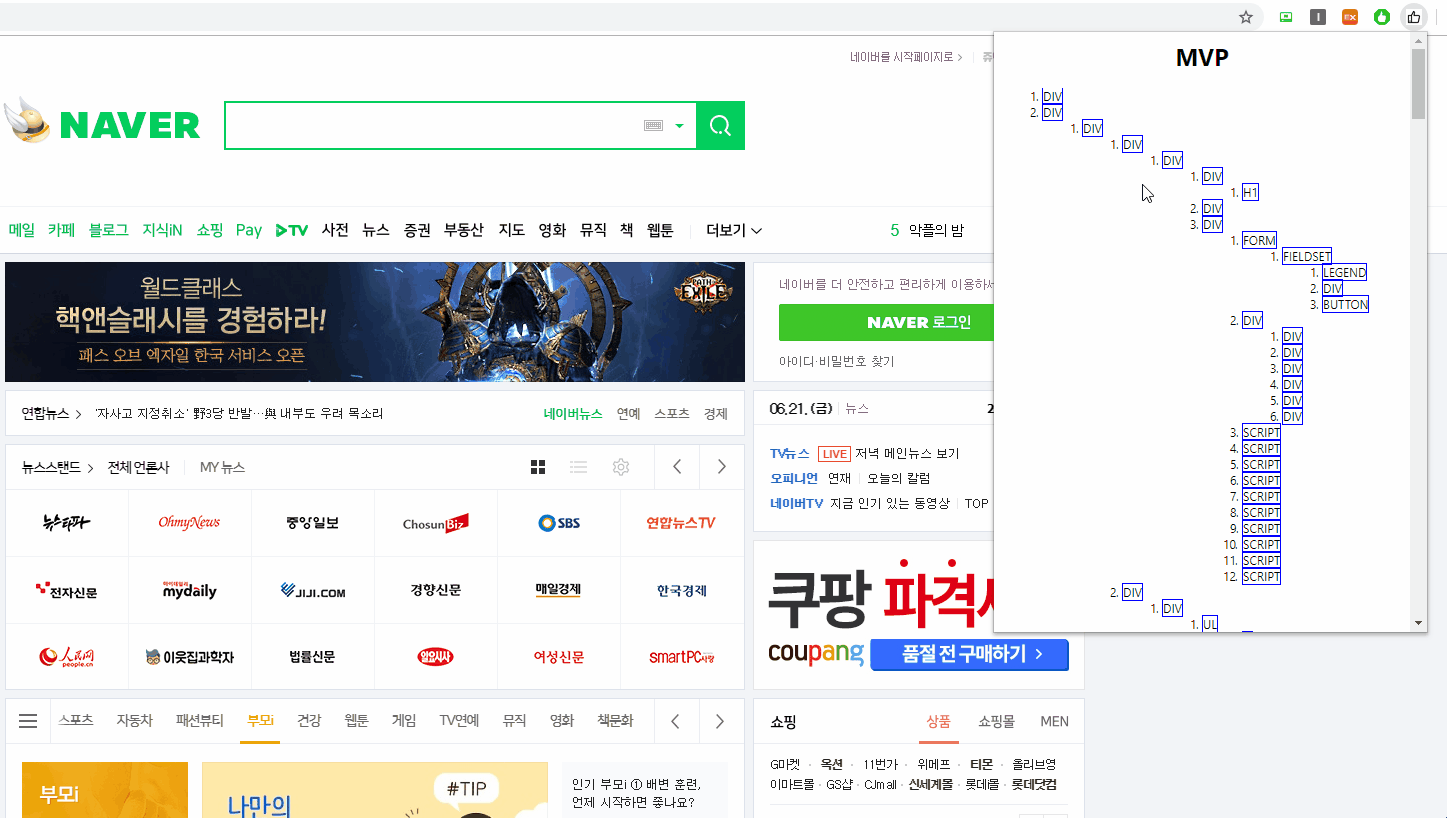 네이버를 시작페이지로 >
쥬
NAVER
메일 카페 블로그 지식iN 쇼핑 Pay TV 사전 뉴스 증권 부동산 지도 영화 뮤직 책 웹툰 더보기
5 악플의 밤
월드클래스
핵앤슬래시를 경험하라!
패스 오브 엑자일 한국 서비스 오픈
PATH OF EXILE
네이버를 더 안전하고 편리하게 이용하세
NAVER 로그인
아이디·비밀번호 찾기
연합뉴스 > '자사고 지정취소' 野3당 반발…與 내부도 우려 목소리
네이버뉴스 연예 스포츠 경제
06.21.(금) 뉴스
2
TV뉴스 LIVE 저녁 메인뉴스 보기
오피니언 연재 오늘의 칼럼
네이버TV 지금 인기 있는 동영상 TOP
뉴스스탠드 > 전체언론사 MY 뉴스
뉴스타파 OhmyNews 중앙일보 ChosunBiz SBS 연합뉴스TV
전자신문 마이데일리 mydaily JIJI.COM 경향신문 매일경제 한국경제
人民网 people.cn 이웃집과학자 법률신문 일요시사 여성신문 smartPC사랑
쿠팡 파격세
coupang 품절 전 구매하기 >
스포츠 자동차 패션뷰티 부모i 건강 웹툰 게임 TV연예 뮤직 영화 책문화
부모i
나만의
#TIP
인기 부모i ① 배변 훈련,
언제 시작하면 좋나요?
쇼핑 상품 쇼핑몰 MEN
G마켓 · 옥션 · 11번가 · 위메프 · 티몬 · 올리브영
이마트몰 · GS샵 · CJmall · 신세계몰 · 롯데몰 · 롯데닷컴
MVP
1. DIV
2. DIV
1. DIV
1. DIV
1. DIV
1. DIV
1. H1
2. DIV
3. DIV
1. FORM
1. FIELDSET
1. LEGEND
2. DIV
3. BUTTON
2. DIV
1. DIV
2. DIV
3. DIV
4. DIV
5. DIV
6. DIV
3. SCRIPT
4. SCRIPT
5. SCRIPT
6. SCRIPT
7. SCRIPT
8. SCRIPT
9. SCRIPT
10. SCRIPT
11. SCRIPT
12. SCRIPT
2. DIV
1. DIV
1. UL